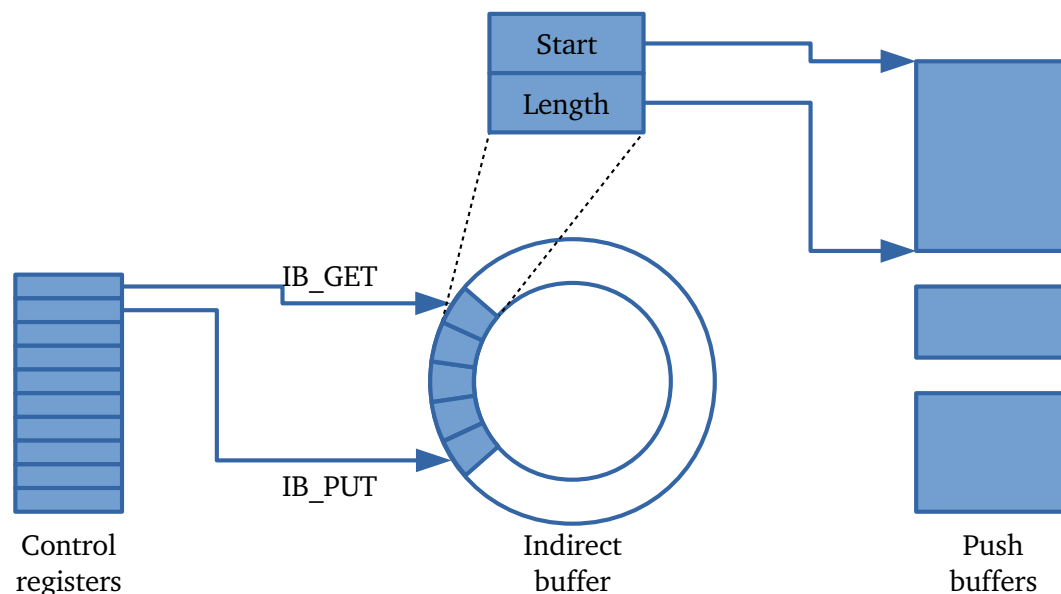 Start
Length
IB_GET
IB_PUT
Control
registers
Indirect
buffer
Push
buffers